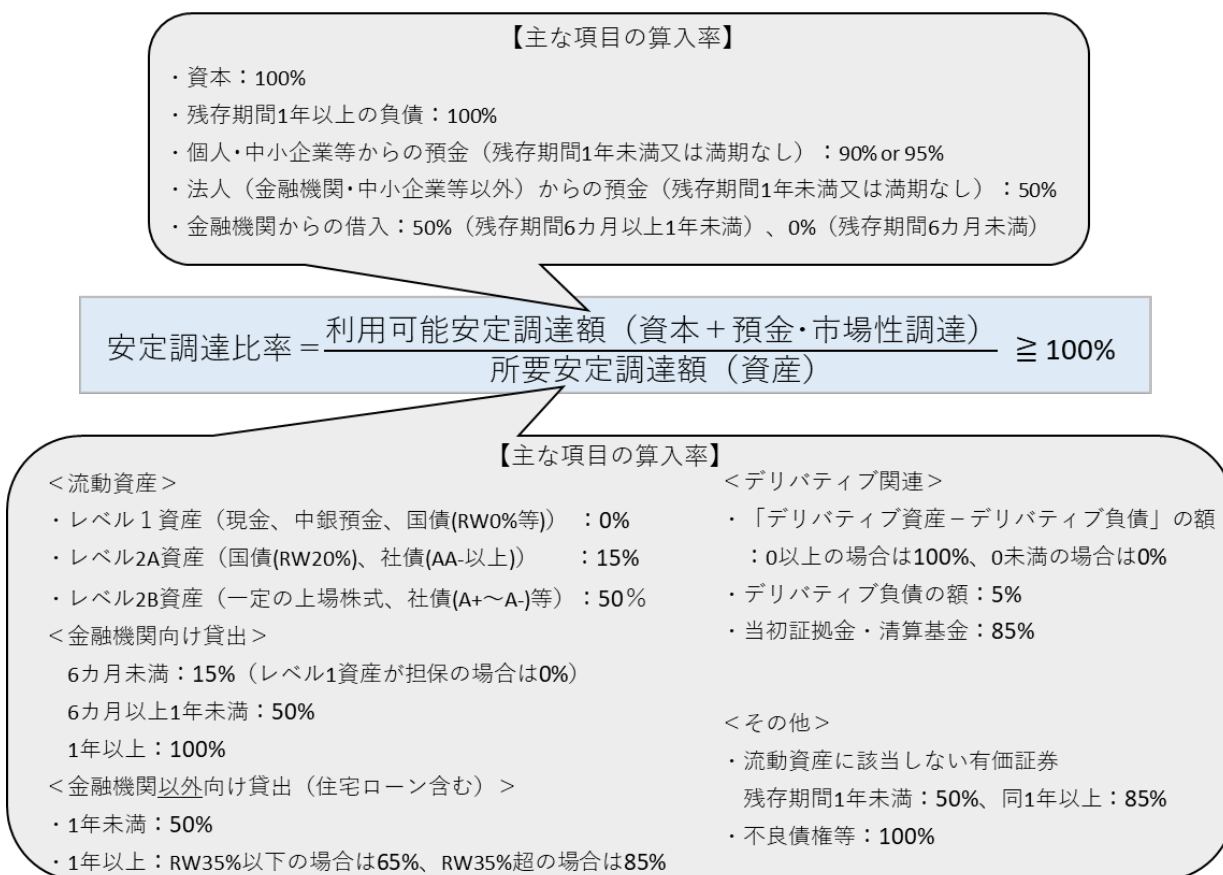 【主な項目の算入率】
・資本：100%
・残存期間1年以上の負債：100%
・個人･中小企業等からの預金（残存期間1年未満又は満期なし）：90% or 95%
・法人（金融機関･中小企業等以外）からの預金（残存期間1年未満又は満期なし）：50%
・金融機関からの借入：50%（残存期間6カ月以上1年未満）、0%（残存期間6カ月未満）
安定調達比率＝利用可能安定調達額（資本＋預金･市場性調達）
所要安定調達額（資産）
≧100%
【主な項目の算入率】
＜流動資産＞
・レベル１資産（現金、中銀預金、国債(RW0%等)）：0%
・レベル2A資産（国債(RW20%)、社債(AA-以上)）：15%
・レベル2B資産（一定の上場株式、社債(A+～A-)等）：50％
＜金融機関向け貸出＞
6カ月未満：15%（レベル1資産が担保の場合は0%）
6カ月以上1年未満：50%
1年以上：100%
＜金融機関以外向け貸出（住宅ローン含む）＞
・1年未満：50%
・1年以上：RW35%以下の場合は65%、RW35%超の場合は85%
＜デリバティブ関連＞
・「デリバティブ資産－デリバティブ負債」の額
：0以上の場合は100%、0未満の場合は0%
・デリバティブ負債の額：5%
・当初証拠金・清算基金：85%
＜その他＞
・流動資産に該当しない有価証券
残存期間1年未満：50%、同1年以上：85%
・不良債権等：100%